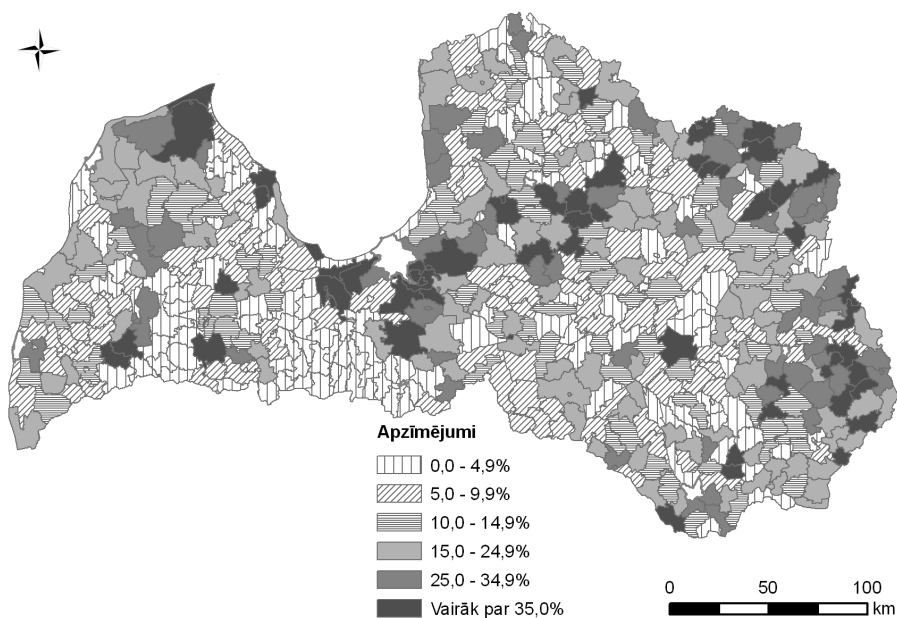 Apzīmējumi
0,0 - 4,9%
5,0 - 9,9%
10,0 - 14,9%
15,0 - 24,9%
25,0 - 34,9%
Vairāk par 35,0%
0 50 100
km